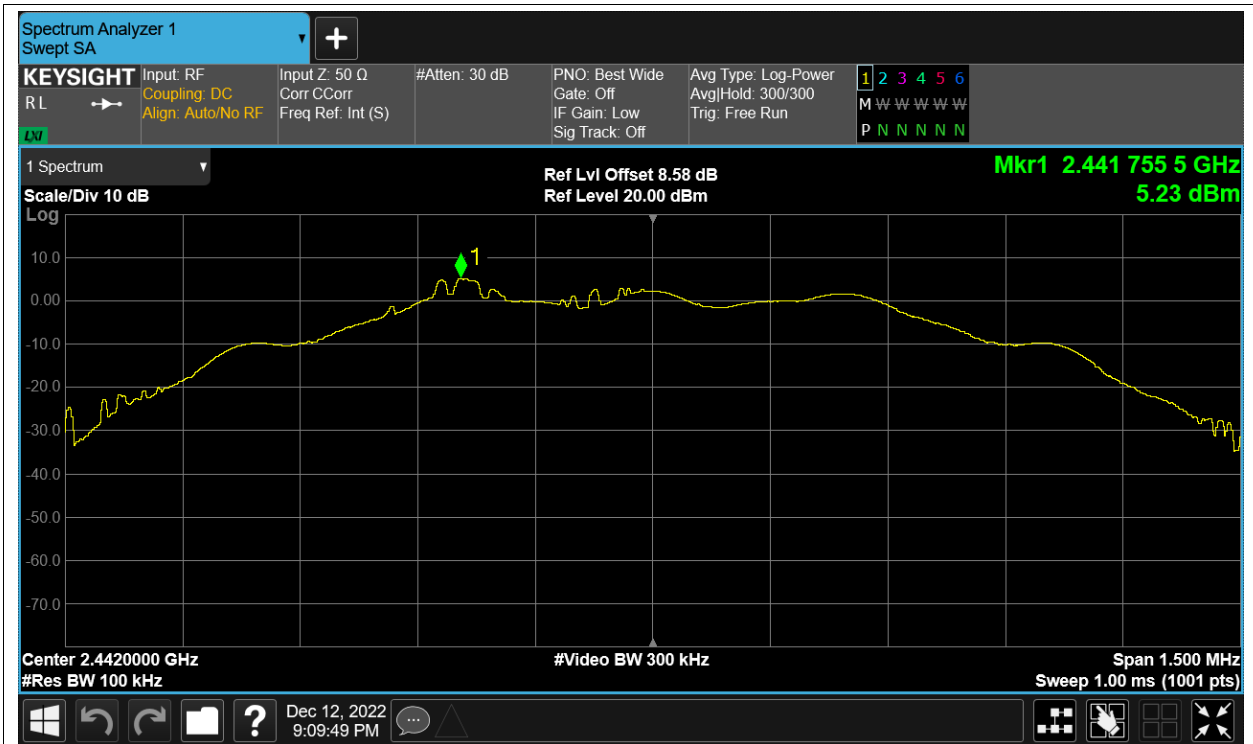 Spectrum Analyzer 1
Swept SA
KEYSIGHT Input: RF Input Z: 50 Ω #Atten: 30 dB PNO: Best Wide Avg Type: Log-Power 1 2 3 4 5 6
R L Coupling: DC Corr CCorr Gate: Off Avg|Hold: 300/300 M W W W W W
Align: Auto/No RF Freq Ref: Int (S) IF Gain: Low Trig: Free Run
LXI Sig Track: Off P N N N N N
1 Spectrum Ref Lvl Offset 8.58 dB Mkr1 2.441 755 5 GHz
Scale/Div 10 dB Ref Level 20.00 dBm 5.23 dBm
Log
1
10.0
0.00
-10.0
-20.0
-30.0
-40.0
-50.0
-60.0
-70.0
Center 2.4420000 GHz #Video BW 300 kHz Span 1.500 MHz
#Res BW 100 kHz Sweep 1.00 ms (1001 pts)
? Dec 12, 2022
9:09:49 PM